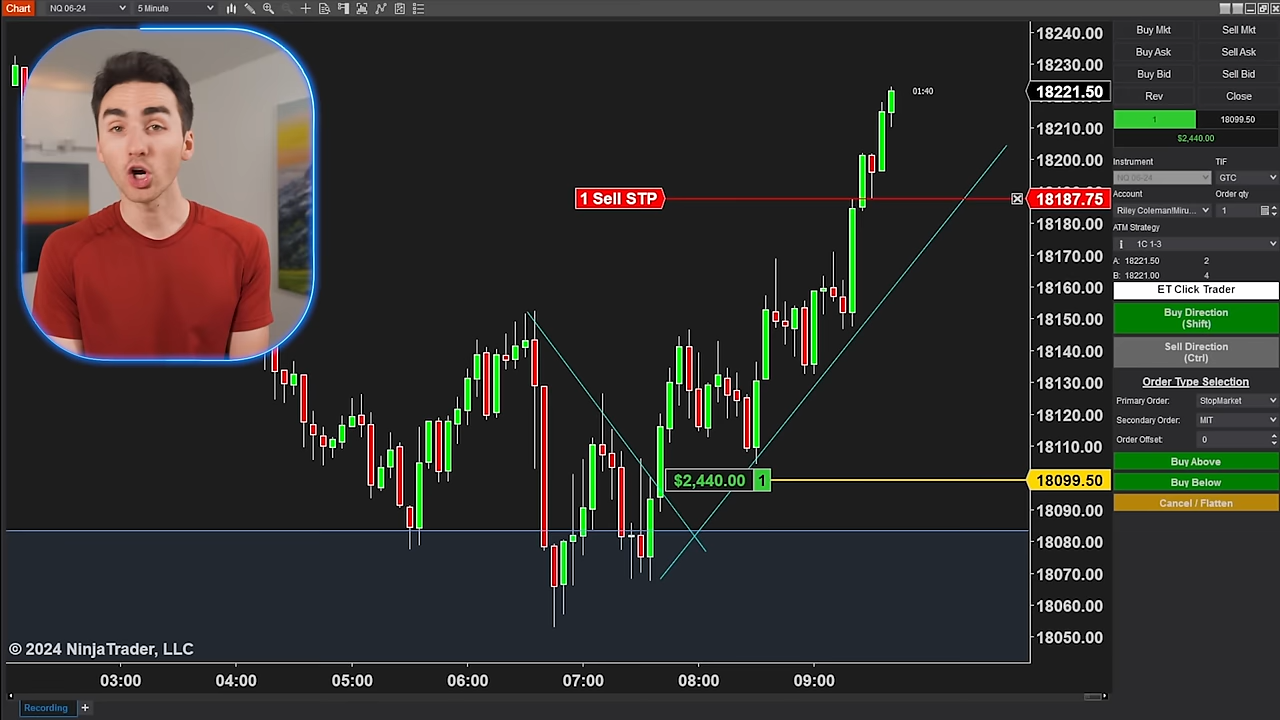 Chart NQ 06-24 5 Minute
18240.00
18230.00
01:40
18221.50
18210.00
18200.00
1 Sell STP
18187.75
18180.00
18170.00
18160.00
18150.00
18140.00
18130.00
18120.00
18110.00
$2,440.00 1
18099.50
18090.00
18080.00
18070.00
18060.00
18050.00
© 2024 NinjaTrader, LLC
03:00 04:00 05:00 06:00 07:00 08:00 09:00
Recording +
Buy Mkt Sell Mkt
Buy Ask Sell Ask
Buy Bid Sell Bid
Rev Close
1 18099.50
$2,440.00
Instrument TIF
NQ 06-24 GTC
Account Order qty
Riley Coleman!Miru... 1
ATM Strategy
1C 1-3
A: 18221.50 2
B: 18221.00 4
ET Click Trader
Buy Direction
(Shift)
Sell Direction
(Ctrl)
Order Type Selection
Primary Order: StopMarket
Secondary Order: MIT
Order Offset: 0
Buy Above
Buy Below
Cancel / Flatten